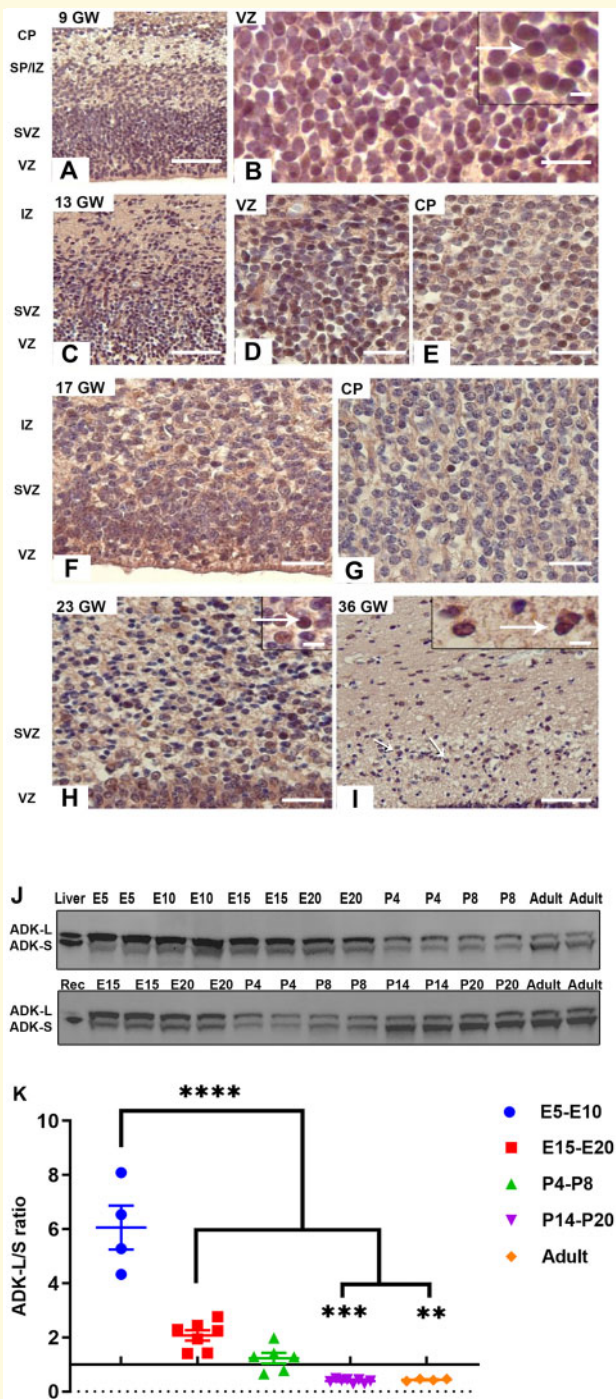 9 GW
CP
SP/IZ
SVZ
VZ
A
VZ
B
13 GW
IZ
SVZ
VZ
C
VZ
D
CP
E
17 GW
IZ
SVZ
VZ
F
CP
G
23 GW
SVZ
VZ
H
36 GW
I
J
Liver E5 E5 E10 E10 E15 E15 E20 E20 P4 P4 P8 P8 Adult Adult
ADK-L
ADK-S
Rec E15 E15 E20 E20 P4 P4 P8 P8 P14 P14 P20 P20 Adult Adult
ADK-L
ADK-S
K
ADK-L/S ratio
10
8
6
4
2
1
0
****
***
**
E5-E10
E15-E20
P4-P8
P14-P20
Adult